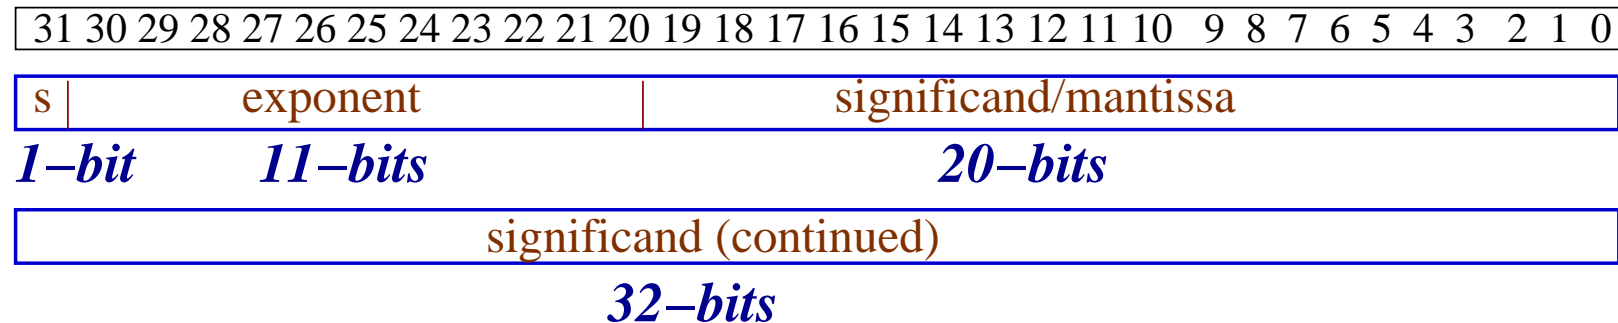 31 30 29 28 27 26 25 24 23 22 21 20 19 18 17 16 15 14 13 12 11 10 9 8 7 6 5 4 3 2 1 0
s exponent significand/mantissa
1–bit 11–bits 20–bits
significand (continued)
32–bits